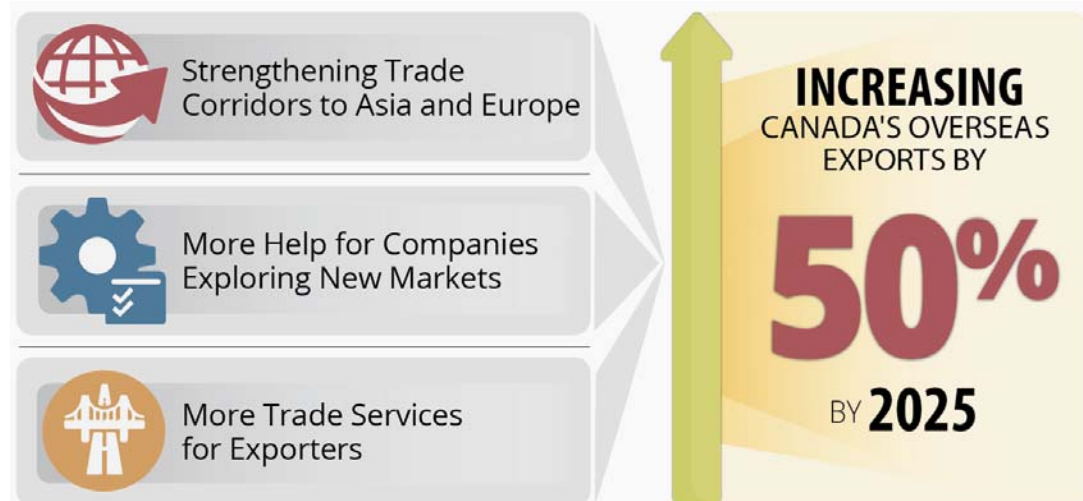 Strengthening Trade
Corridors to Asia and Europe
More Help for Companies
Exploring New Markets
More Trade Services
for Exporters
INCREASING
CANADA'S OVERSEAS
EXPORTS BY
50%
BY 2025